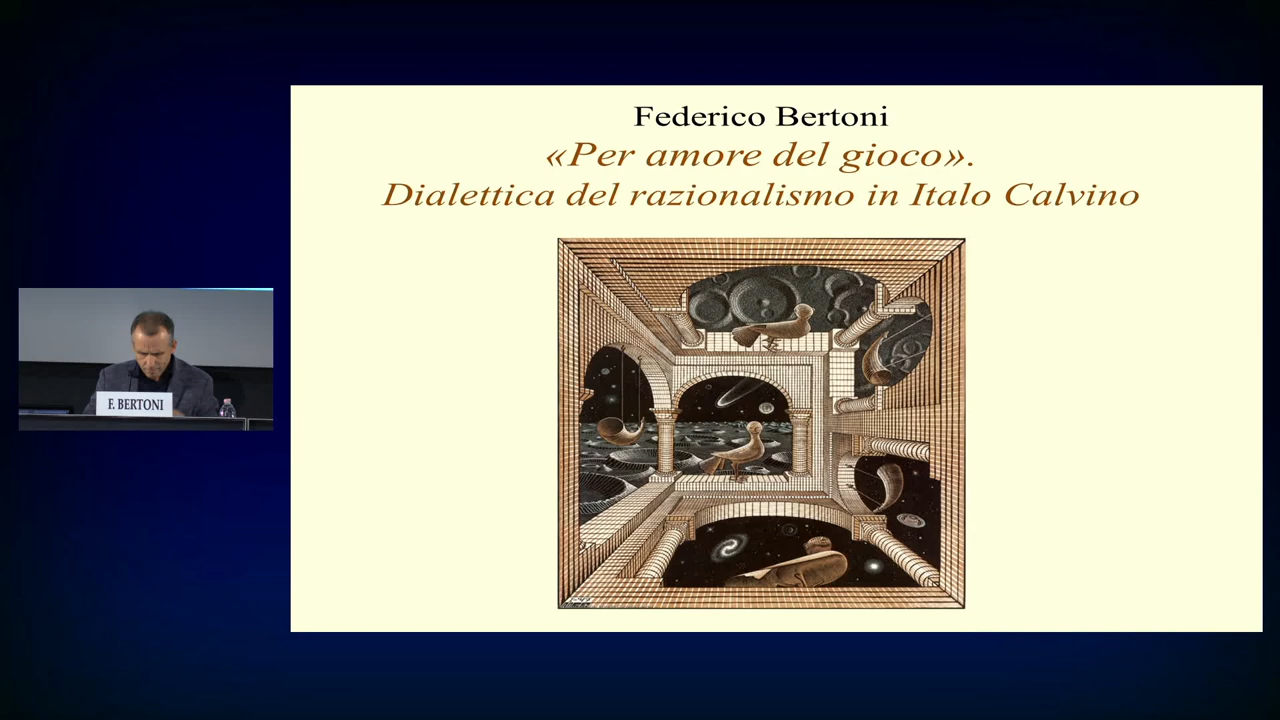 Federico Bertoni
«Per amore del gioco».
Dialettica del razionalismo in Italo Calvino
F. BERTONI